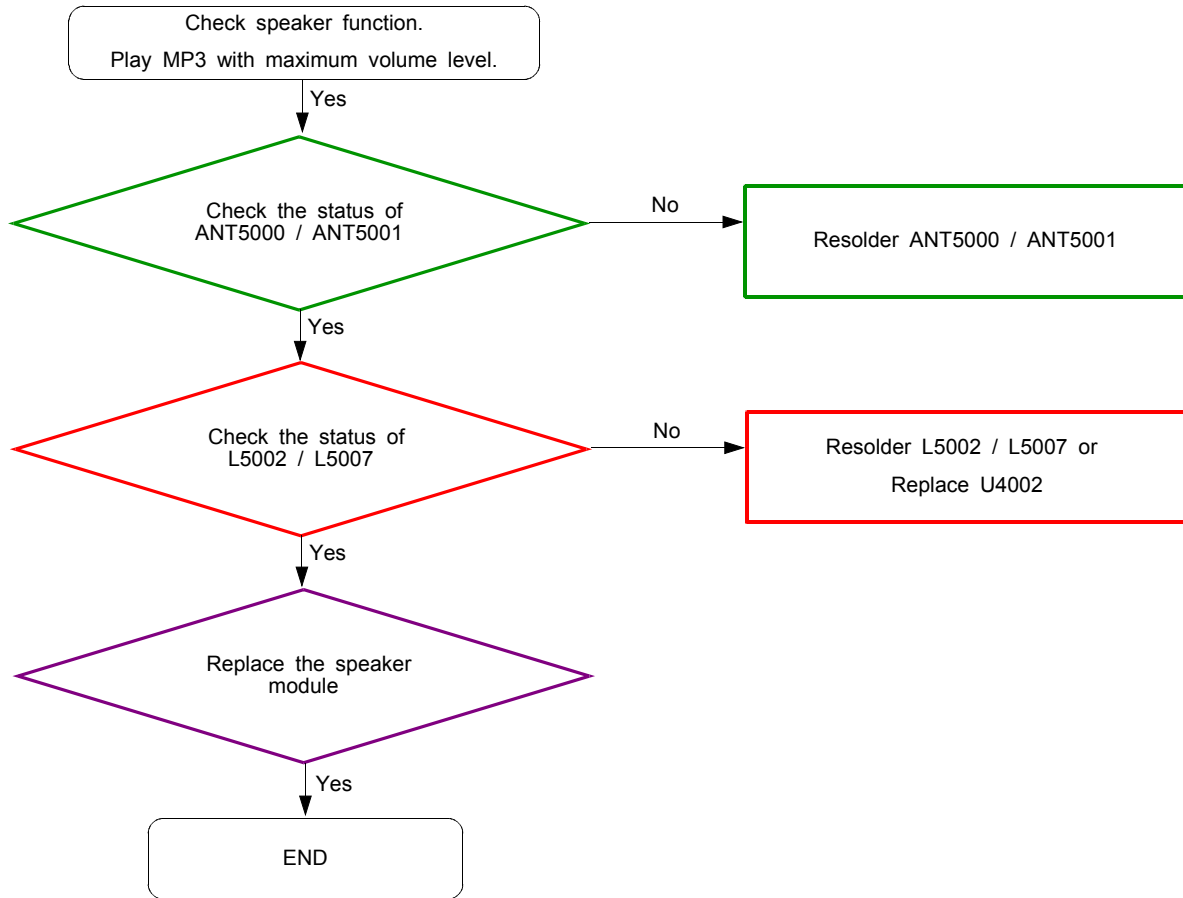 Check speaker function.
Play MP3 with maximum volume level.
Yes
Check the status of
ANT5000 / ANT5001
No
Resolder ANT5000 / ANT5001
Yes
Check the status of
L5002 / L5007
No
Resolder L5002 / L5007 or
Replace U4002
Yes
Replace the speaker
module
Yes
END